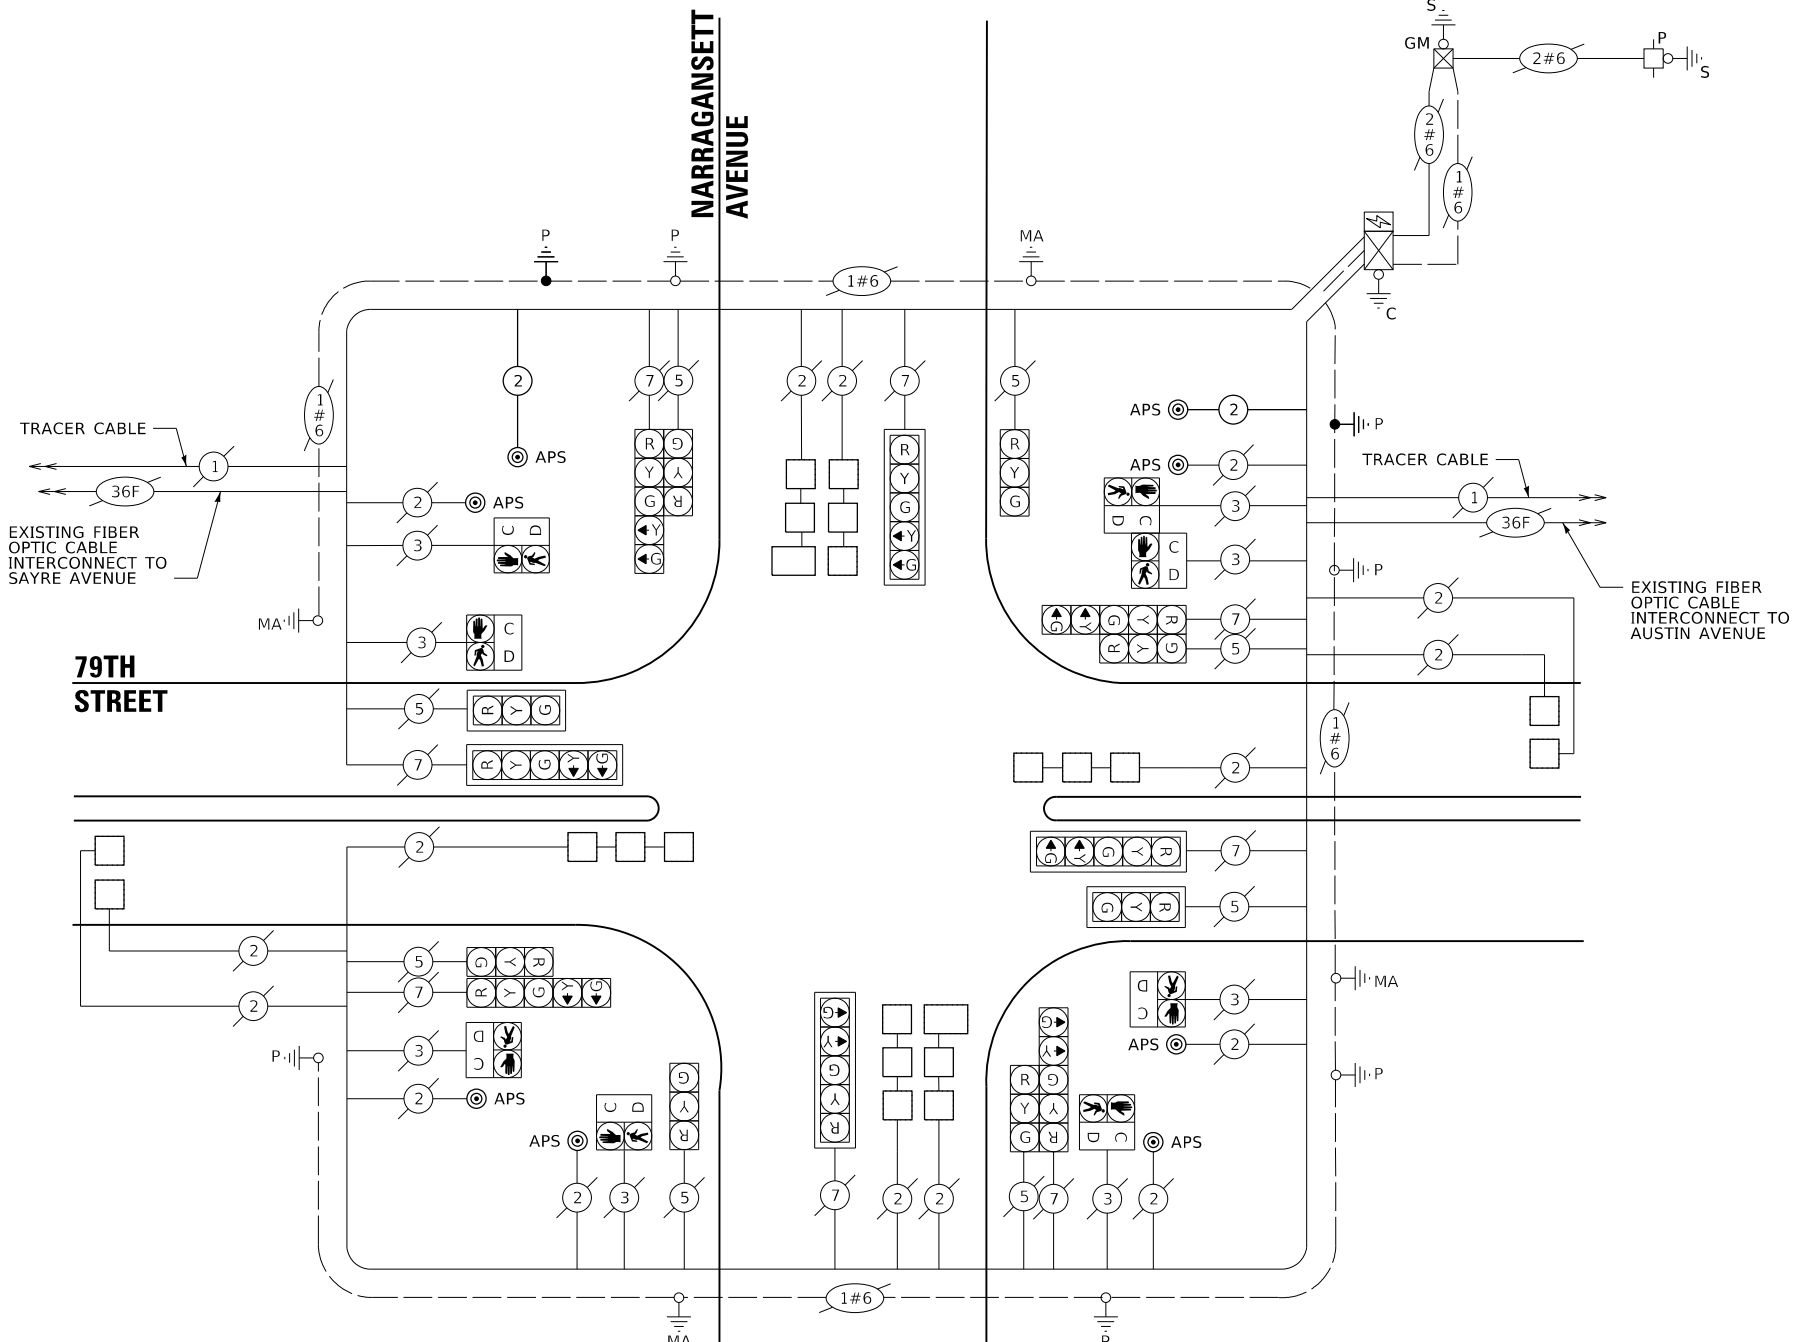 NARRAGANSETT
AVENUE
S
GM
2#6
P
S
2
#
6
1
#
6
P
P
MA
1#6
C
1
#
6
2
7
5
2
2
7
5
TRACER CABLE
1
36F
EXISTING FIBER
OPTIC CABLE
INTERCONNECT TO
SAYRE AVENUE
APS
2
APS
3
C D
R G
Y Y
G R
Y
G
R
Y
G
Y
G
R
Y
G
APS
2
P
APS
2
TRACER CABLE
1
36F
3
D C
C
D
3
P
EXISTING FIBER
OPTIC CABLE
INTERCONNECT TO
AUSTIN AVENUE
2
2
MA
3
C
D
G Y G Y R
7
R Y G
5
79TH
STREET
5
R Y G
7
R Y G Y G
1
#
6
2
2
G Y G Y R
7
G Y R
5
2
2
5
G Y R
7
R Y G Y G
3
D
C
2
APS
P
APS
C D
G
Y
R
G
Y
G
Y
R
G
Y
R G
Y Y
G R
D
C
3
APS
2
MA
P
D C
APS
2
3
5
7
2
2
5
7
3
2
1#6
MA
P